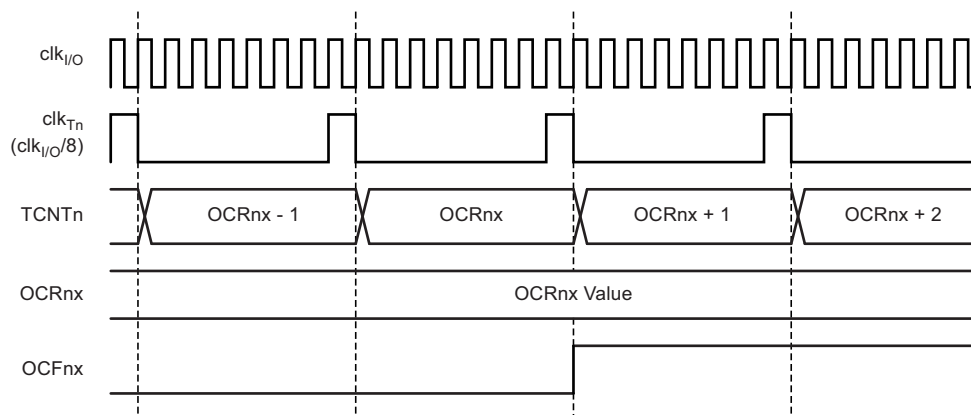 clkI/O
clkTn
(clkI/O/8)
TCNTn OCRnx - 1 OCRnx OCRnx + 1 OCRnx + 2
OCRnx OCRnx Value
OCFnx